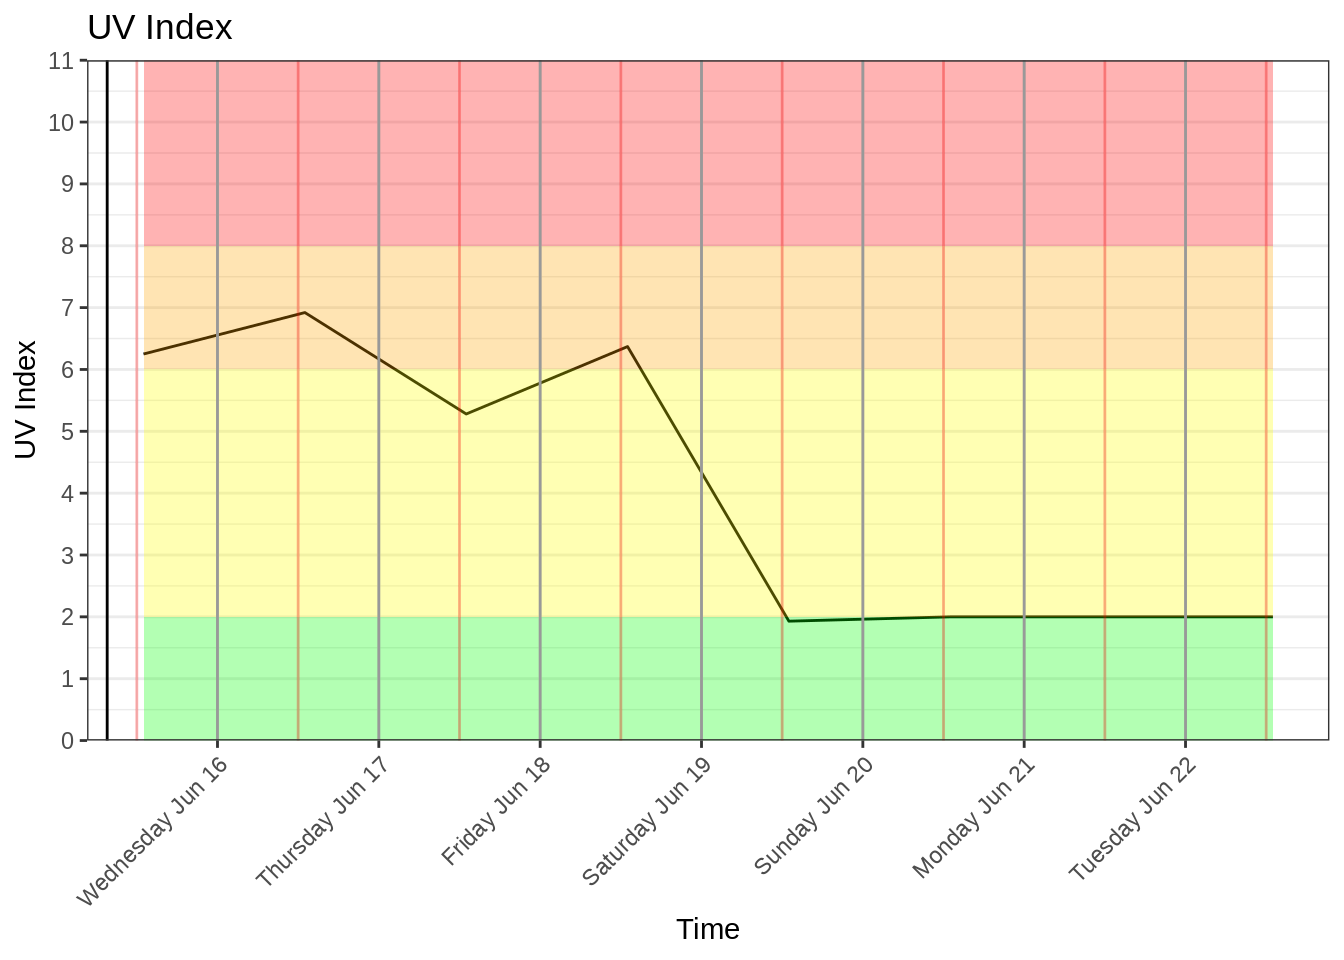 UV Index
11
10
9
8
7
6
5
4
3
2
1
0
UV Index
Wednesday Jun 16
Thursday Jun 17
Friday Jun 18
Saturday Jun 19
Sunday Jun 20
Monday Jun 21
Tuesday Jun 22
Time